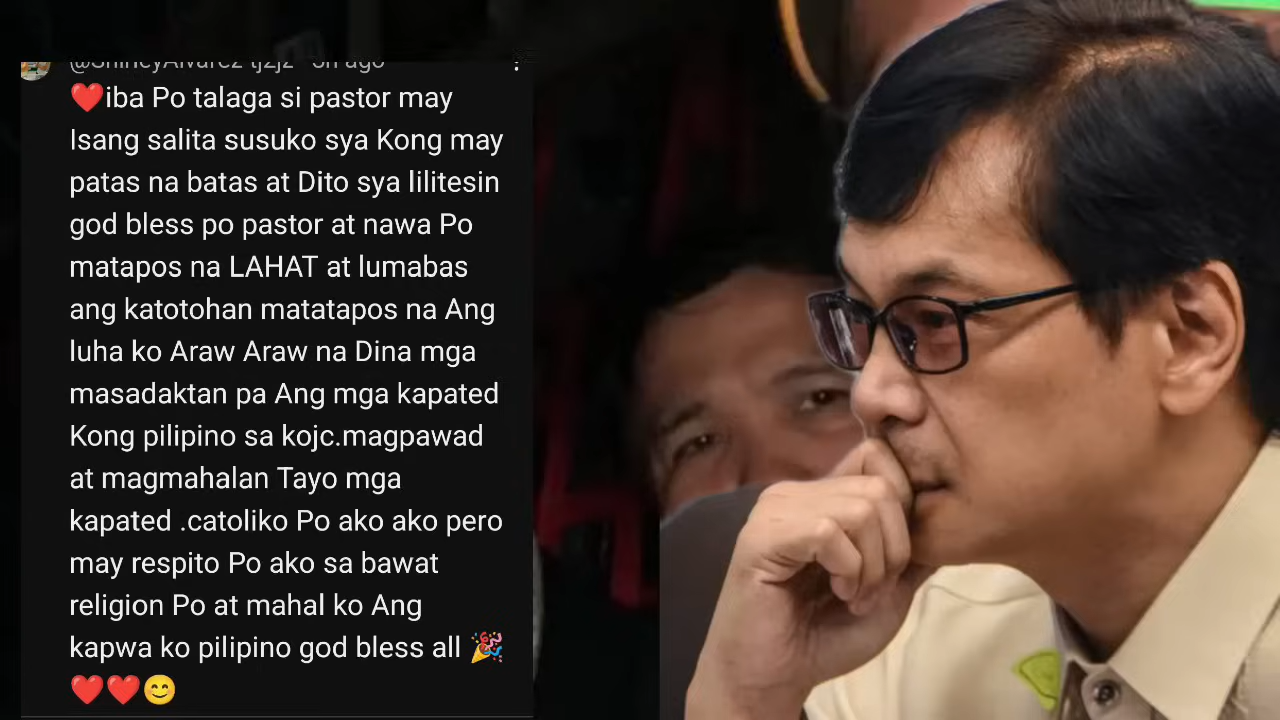 ❤️iba Po talaga si pastor may
Isang salita susuko sya Kong may
patas na batas at Dito sya lilitesin
god bless po pastor at nawa Po
matapos na LAHAT at lumabas
ang katotohan matatapos na Ang
luha ko Araw Araw na Dina mga
masadaktan pa Ang mga kapated
Kong pilipino sa kojc.magpawad
at magmahalan Tayo mga
kapated .catoliko Po ako ako pero
may respito Po ako sa bawat
religion Po at mahal ko Ang
kapwa ko pilipino god bless all 🎉
❤️❤️😊